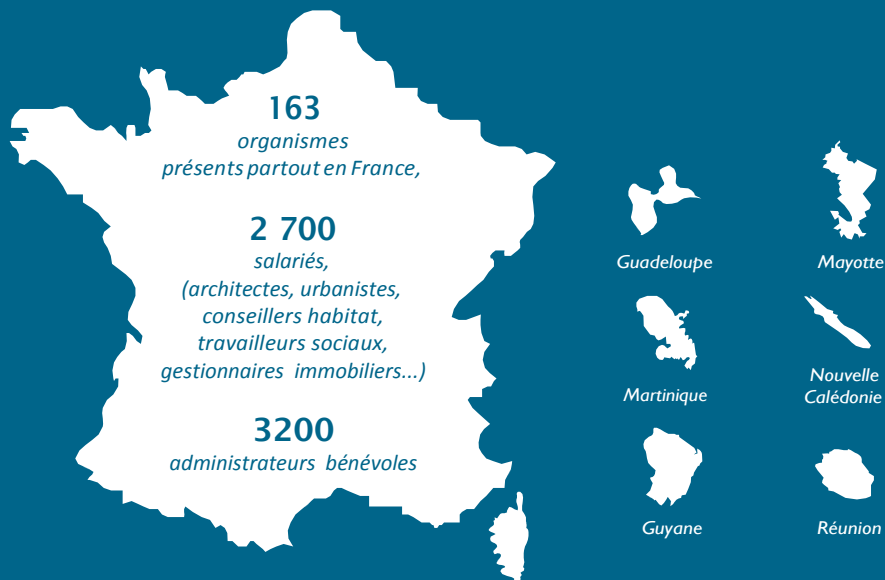 163
organismes
présents partout en France,
2 700
salariés,
(architectes, urbanistes,
conseillers habitat,
travailleurs sociaux,
gestionnaires immobiliers...)
3200
administrateurs bénévoles
Guadeloupe
Mayotte
Martinique
Nouvelle
Calédonie
Guyane
Réunion